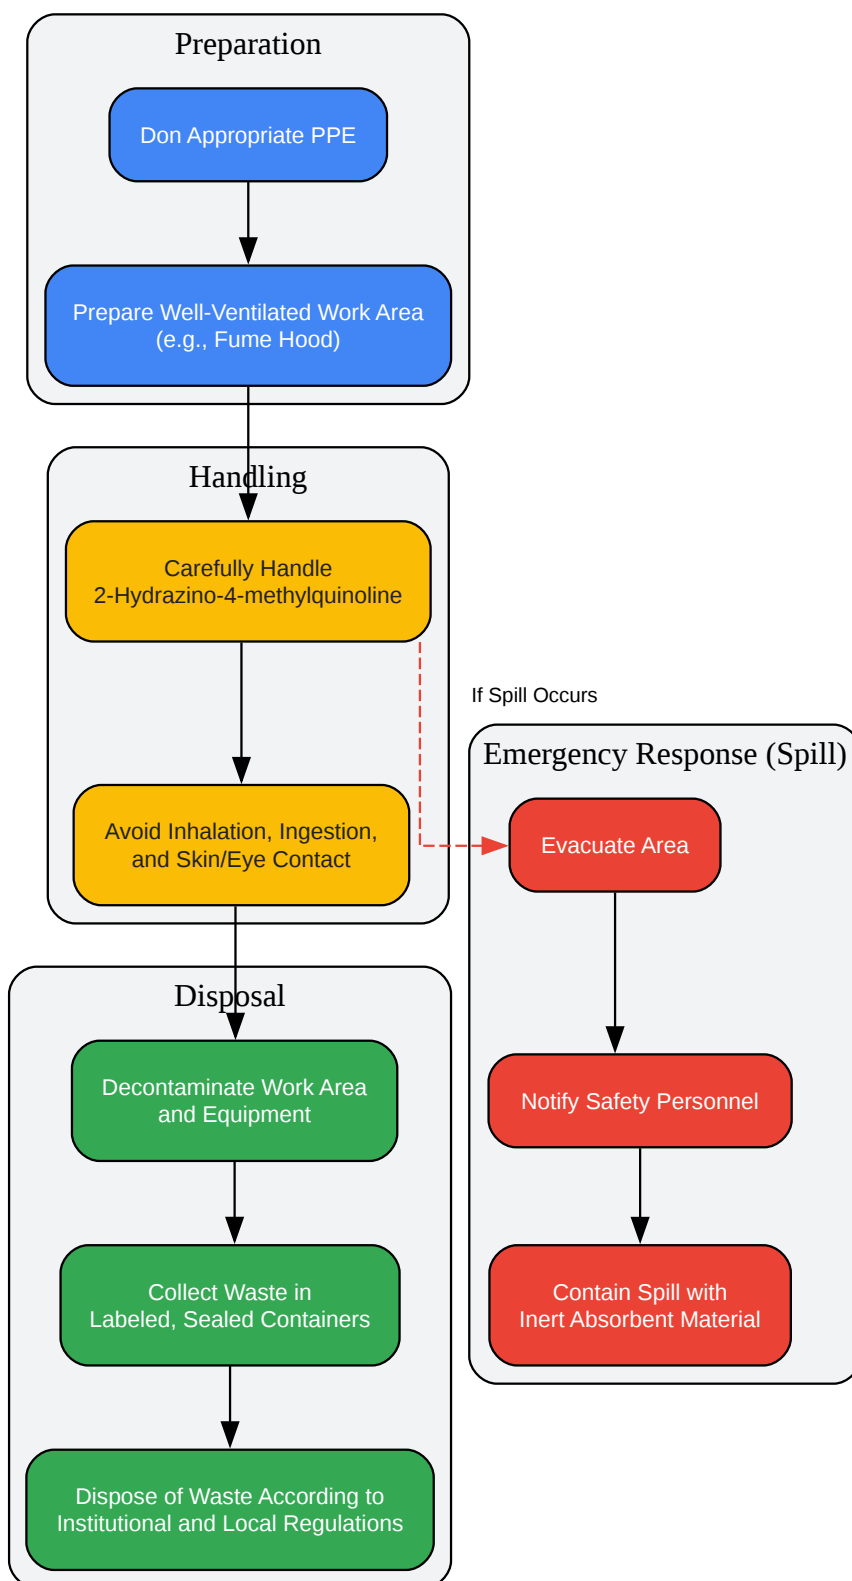 Preparation
Don Appropriate PPE
Prepare Well-Ventilated Work Area
(e.g., Fume Hood)
Handling
Carefully Handle
2-Hydrazino-4-methylquinoline
Avoid Inhalation, Ingestion,
and Skin/Eye Contact
If Spill Occurs
Emergency Response (Spill)
Evacuate Area
Notify Safety Personnel
Contain Spill with
Inert Absorbent Material
Disposal
Decontaminate Work Area
and Equipment
Collect Waste in
Labeled, Sealed Containers
Dispose of Waste According to
Institutional and Local Regulations